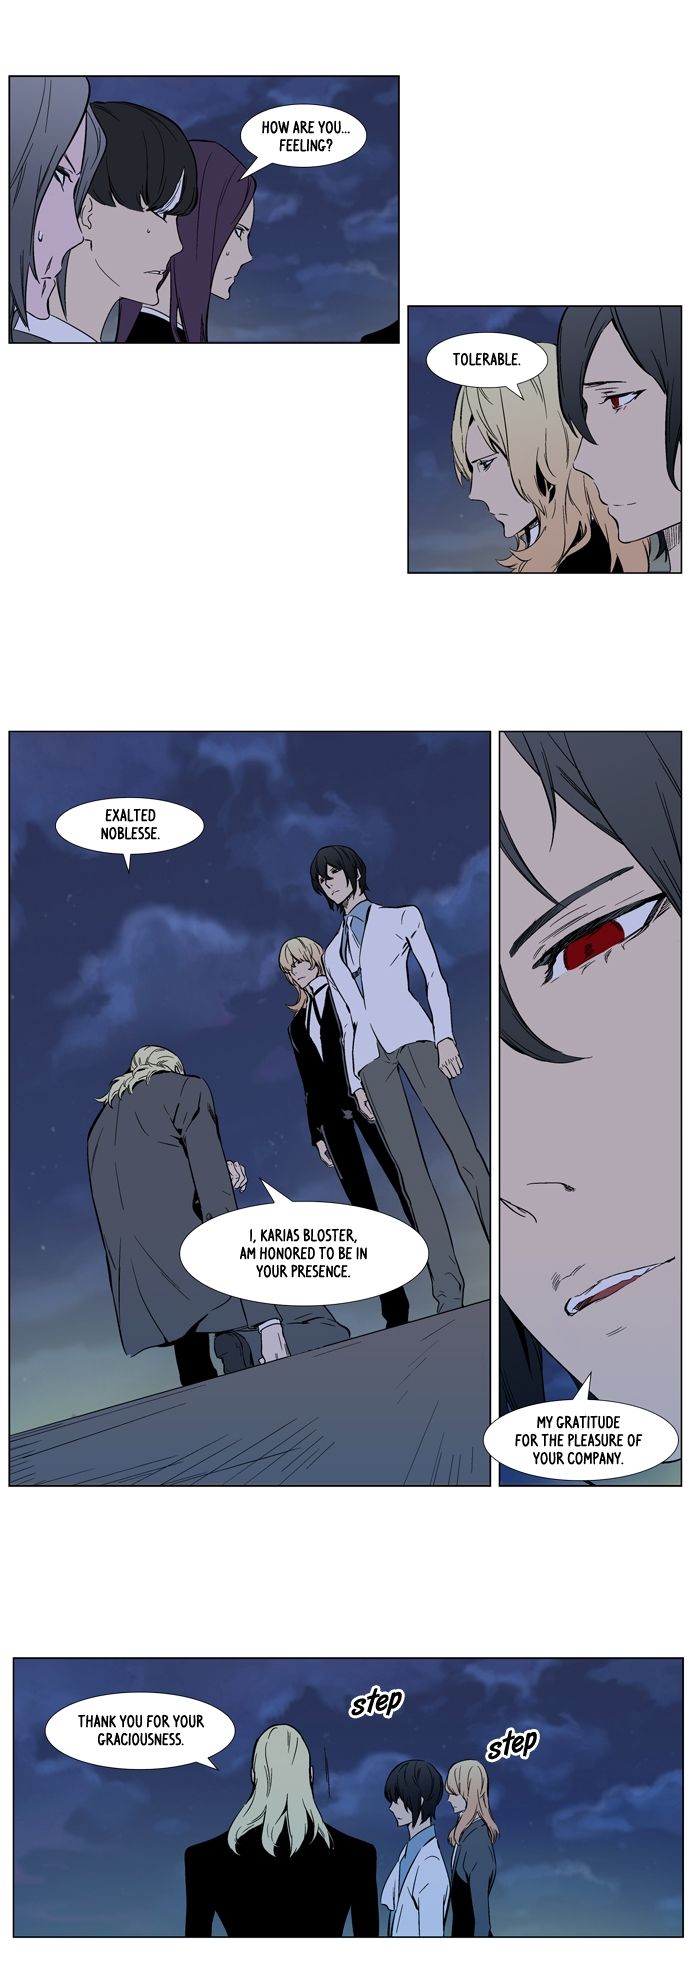 HOW ARE YOU...
FEELING?
TOLERABLE.
EXALTED
NOBLESSE.
I, KARIAS BLOSTER,
AM HONORED TO BE IN
YOUR PRESENCE.
MY GRATITUDE
FOR THE PLEASURE OF
YOUR COMPANY.
THANK YOU FOR YOUR
GRACIOUSNESS.
step
step